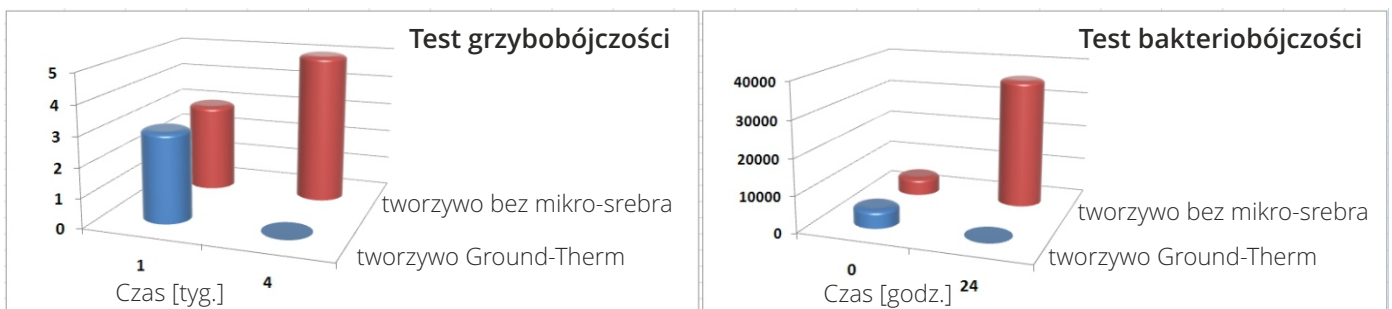 Test grzybobójczości
5
4
3
2
1
0
1
4
Czas [tyg.]
tworzywo bez mikro-srebra
tworzywo Ground-Therm
Test bakteriobójczości
40000
30000
20000
10000
0
0
24
Czas [godz.]
tworzywo bez mikro-srebra
tworzywo Ground-Therm